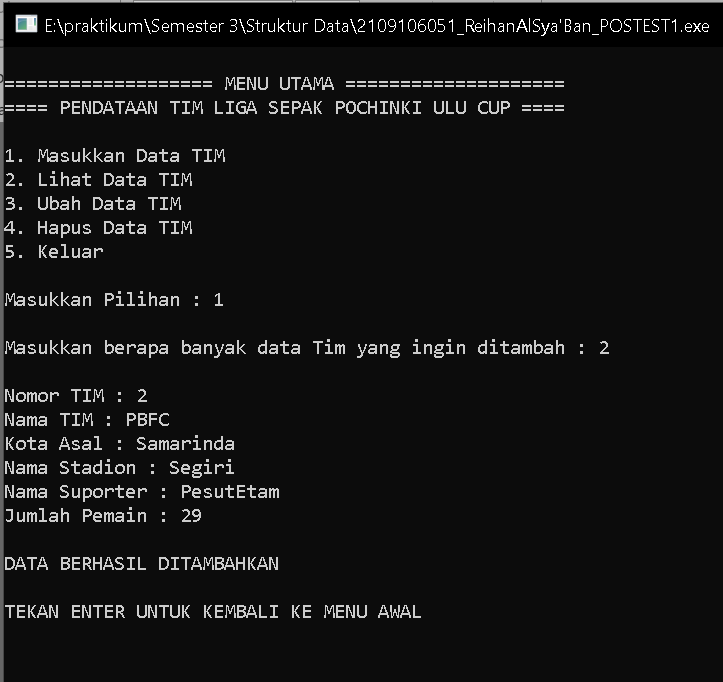 E:\praktikum\Semester 3\Struktur Data\2109106051_ReihanAlSya'Ban_POSTEST1.exe
=================== MENU UTAMA ====================
==== PENDATAAN TIM LIGA SEPAK POCHINKI ULU CUP ====
1. Masukkan Data TIM
2. Lihat Data TIM
3. Ubah Data TIM
4. Hapus Data TIM
5. Keluar
Masukkan Pilihan : 1
Masukkan berapa banyak data Tim yang ingin ditambah : 2
Nomor TIM : 2
Nama TIM : PBFC
Kota Asal : Samarinda
Nama Stadion : Segiri
Nama Suporter : PesutEtam
Jumlah Pemain : 29
DATA BERHASIL DITAMBAHKAN
TEKAN ENTER UNTUK KEMBALI KE MENU AWAL